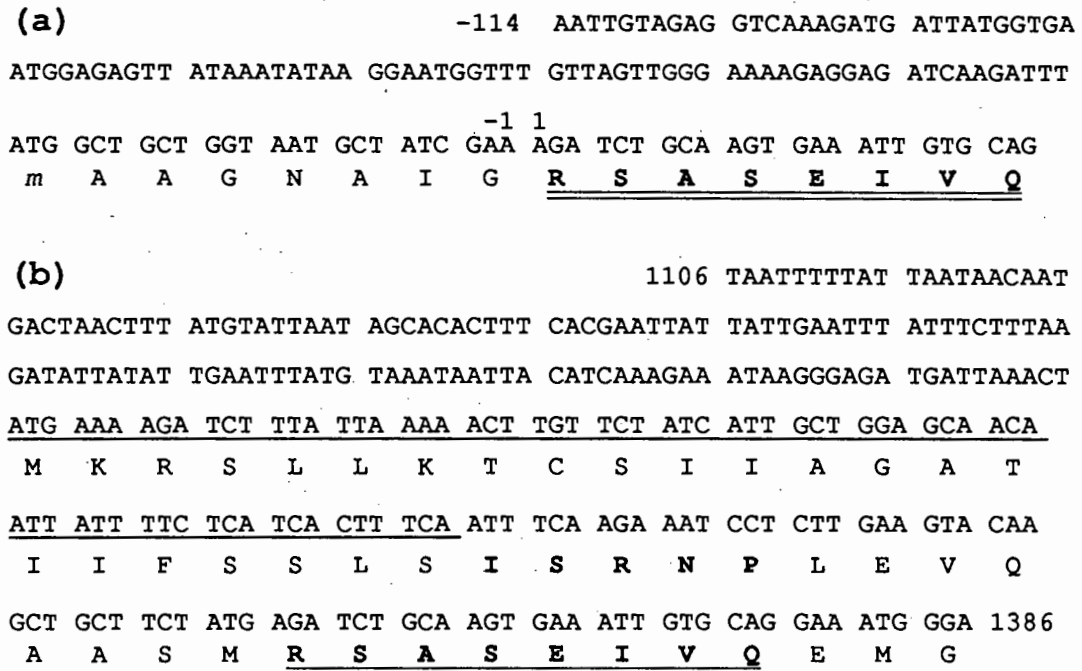 (a) -114 AATTGTAGAG GTCAAAGATG ATTATGGTGA
ATGGAGAGTT ATAAATATAA GGAATGGTTT GTTAGTTGGG AAAAGAGGAG ATCAAGATTT
-1 1
ATG GCT GCT GGT AAT GCT ATC GAA AGA TCT GCA AGT GAA ATT GTG CAG
m A A G N A I G R S A S E I V Q
(b) 1106 TAATTTTTAT TAATAACAAT
GACTAACTTT ATGTATTAAT AGCACACTTT CACGAATTAT TATTGAATTT ATTTCTTTAA
GATATTATAT TGAATTTATG TAAATAATTA CATCAAAGAA ATAAGGGAGA TGATTAAACT
ATG AAA AGA TCT TTA TTA AAA ACT TGT TCT ATC ATT GCT GGA GCA ACA
M K R S L L K T C S I I A G A T
ATT ATT TTC TCA TCA CTT TCA ATT TCA AGA AAT CCT CTT GAA GTA CAA
I I F S S L S I S R N P L E V Q
GCT GCT TCT ATG AGA TCT GCA AGT GAA ATT GTG CAG GAA ATG GGA 1386
A A S M R S A S E I V Q E M G